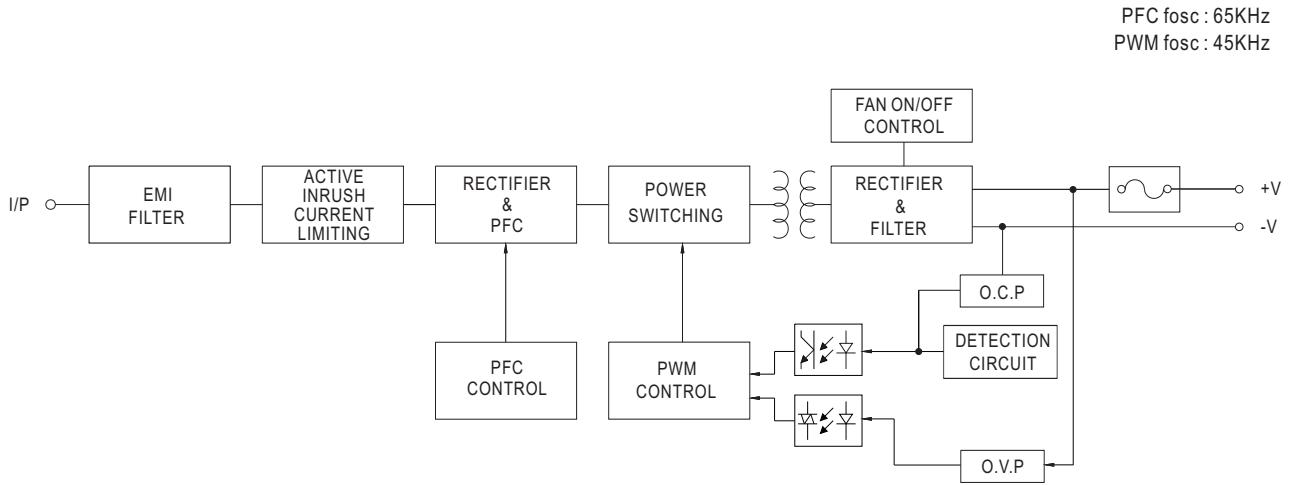 PFC fosc : 65KHz
PWM fosc : 45KHz
FAN ON/OFF
CONTROL
I/P
EMI
FILTER
ACTIVE
INRUSH
CURRENT
LIMITING
RECTIFIER
&
PFC
POWER
SWITCHING
RECTIFIER
&
FILTER
+V
-V
O.C.P
PFC
CONTROL
PWM
CONTROL
DETECTION
CIRCUIT
O.V.P